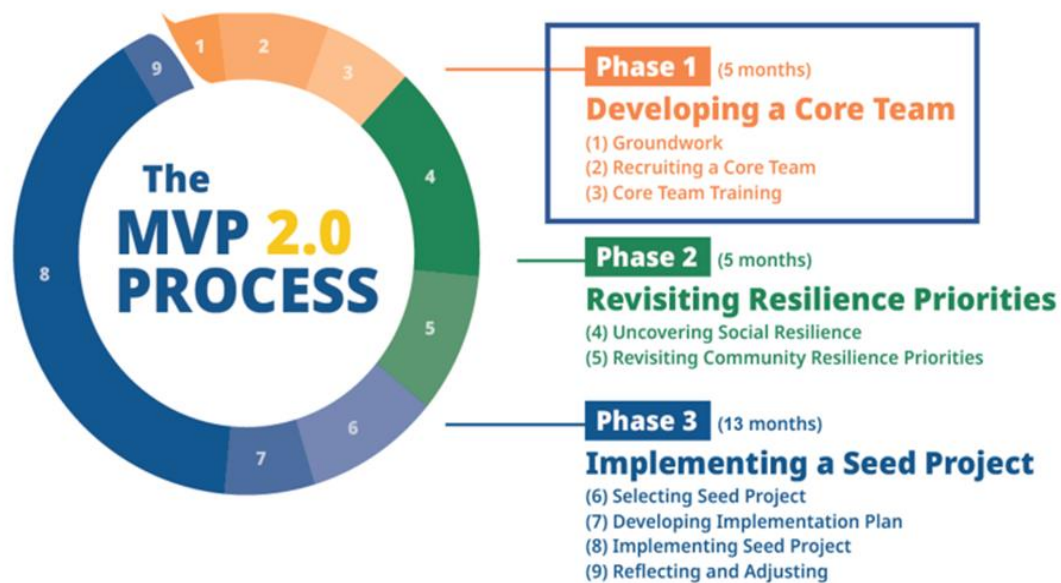 The
MVP 2.0
PROCESS
1
2
3
4
5
6
7
8
9
Phase 1 (5 months)
Developing a Core Team
(1) Groundwork
(2) Recruiting a Core Team
(3) Core Team Training
Phase 2 (5 months)
Revisiting Resilience Priorities
(4) Uncovering Social Resilience
(5) Revisiting Community Resilience Priorities
Phase 3 (13 months)
Implementing a Seed Project
(6) Selecting Seed Project
(7) Developing Implementation Plan
(8) Implementing Seed Project
(9) Reflecting and Adjusting